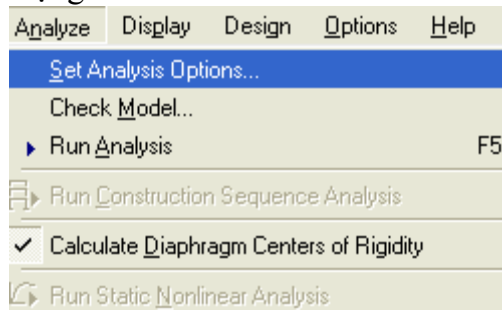 Analyze Display Design Options Help
Set Analysis Options...
Check Model...
Run Analysis F5
Run Construction Sequence Analysis
Calculate Diaphragm Centers of Rigidity
Run Static Nonlinear Analysis